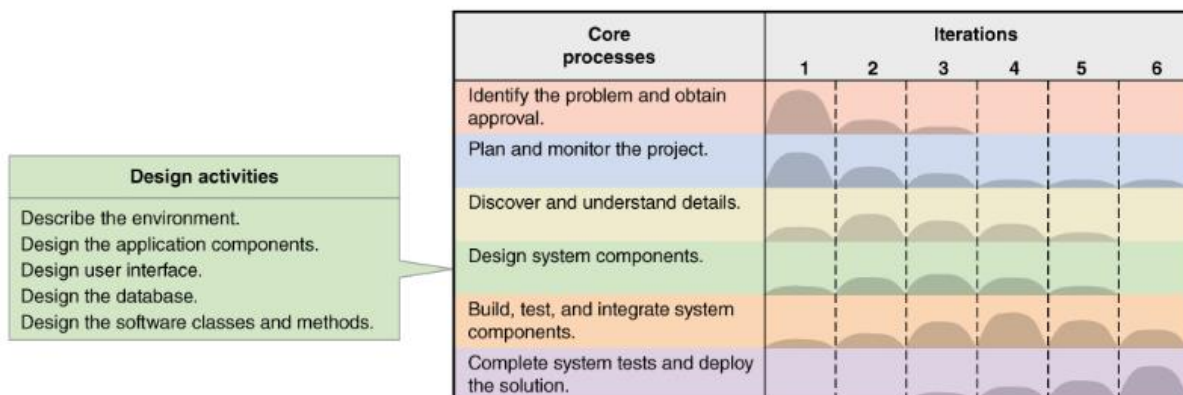 Core
processes
Iterations
1 2 3 4 5 6
Identify the problem and obtain
approval.
Plan and monitor the project.
Discover and understand details.
Design system components.
Build, test, and integrate system
components.
Complete system tests and deploy
the solution.
Design activities
Describe the environment.
Design the application components.
Design user interface.
Design the database.
Design the software classes and methods.